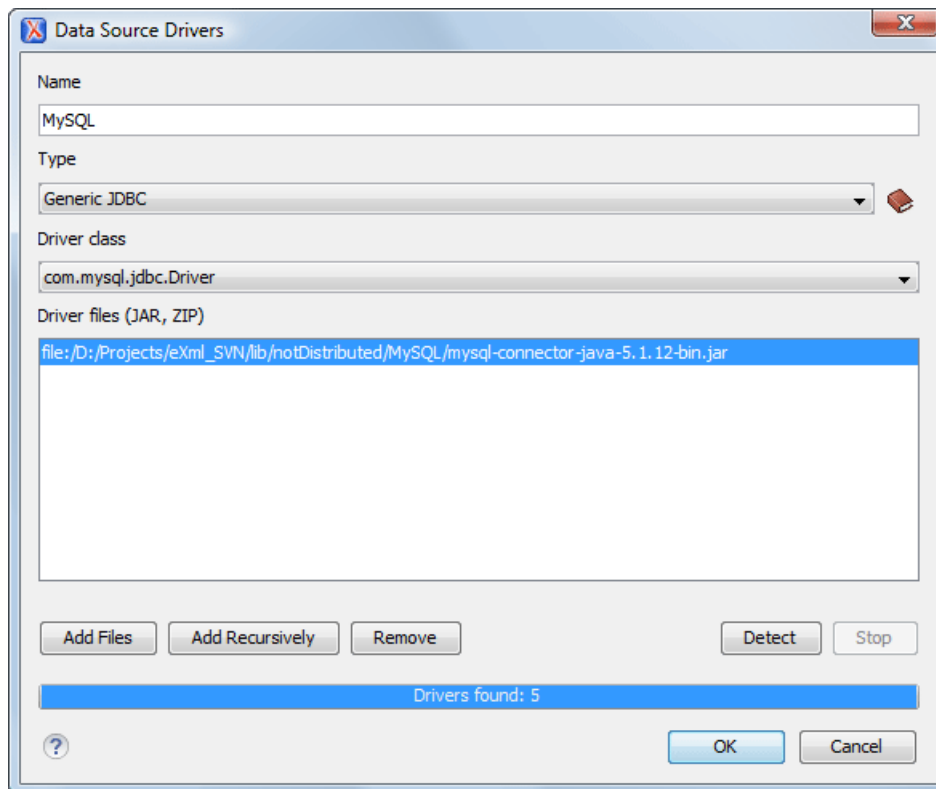 Data Source Drivers
Name
MySQL
Type
Generic JDBC
Driver class
com.mysql.jdbc.Driver
Driver files (JAR, ZIP)
file:/D:/Projects/eXml_SVN/lib/notDistributed/MySQL/mysql-connector-java-5.1.12-bin.jar
Add Files Add Recursively Remove Detect Stop
Drivers found: 5
? OK Cancel